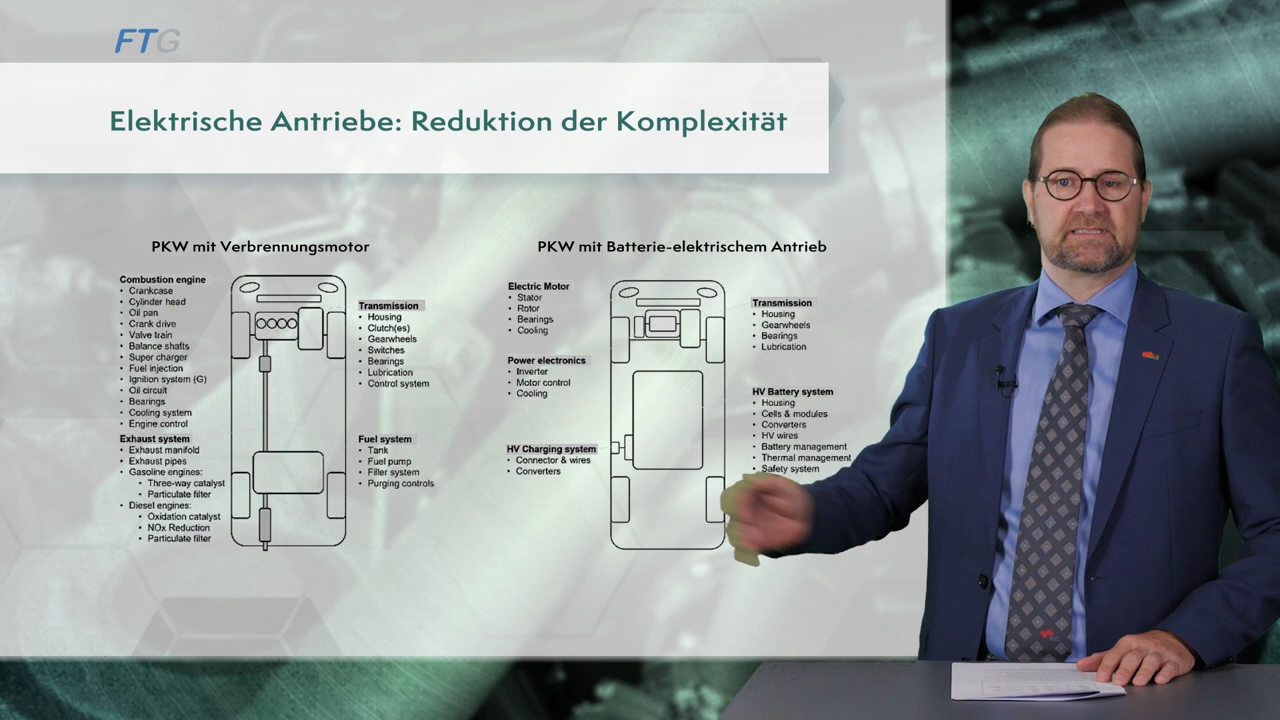 FTG
Elektrische Antriebe: Reduktion der Komplexität
PKW mit Verbrennungsmotor
Combustion engine
• Crankcase
• Cylinder head
• Oil pan
• Crank drive
• Valve train
• Balance shafts
• Super charger
• Fuel injection
• Ignition system (G)
• Oil circuit
• Bearings
• Cooling system
• Engine control
Exhaust system
• Exhaust manifold
• Exhaust pipes
• Gasoline engines:
• Three-way catalyst
• Particulate filter
• Diesel engines:
• Oxidation catalyst
• NOx Reduction
• Particulate filter
Transmission
• Housing
• Clutch(es)
• Gearwheels
• Switches
• Bearings
• Lubrication
• Control system
Fuel system
• Tank
• Fuel pump
• Filler system
• Purging controls
PKW mit Batterie-elektrischem Antrieb
Electric Motor
• Stator
• Rotor
• Bearings
• Cooling
Power electronics
• Inverter
• Motor control
• Cooling
HV Charging system
• Connector & wires
• Converters
Transmission
• Housing
• Gearwheels
• Bearings
• Lubrication
HV Battery system
• Housing
• Cells & modules
• Converters
• HV wires
• Battery management
• Thermal management
• Safety system